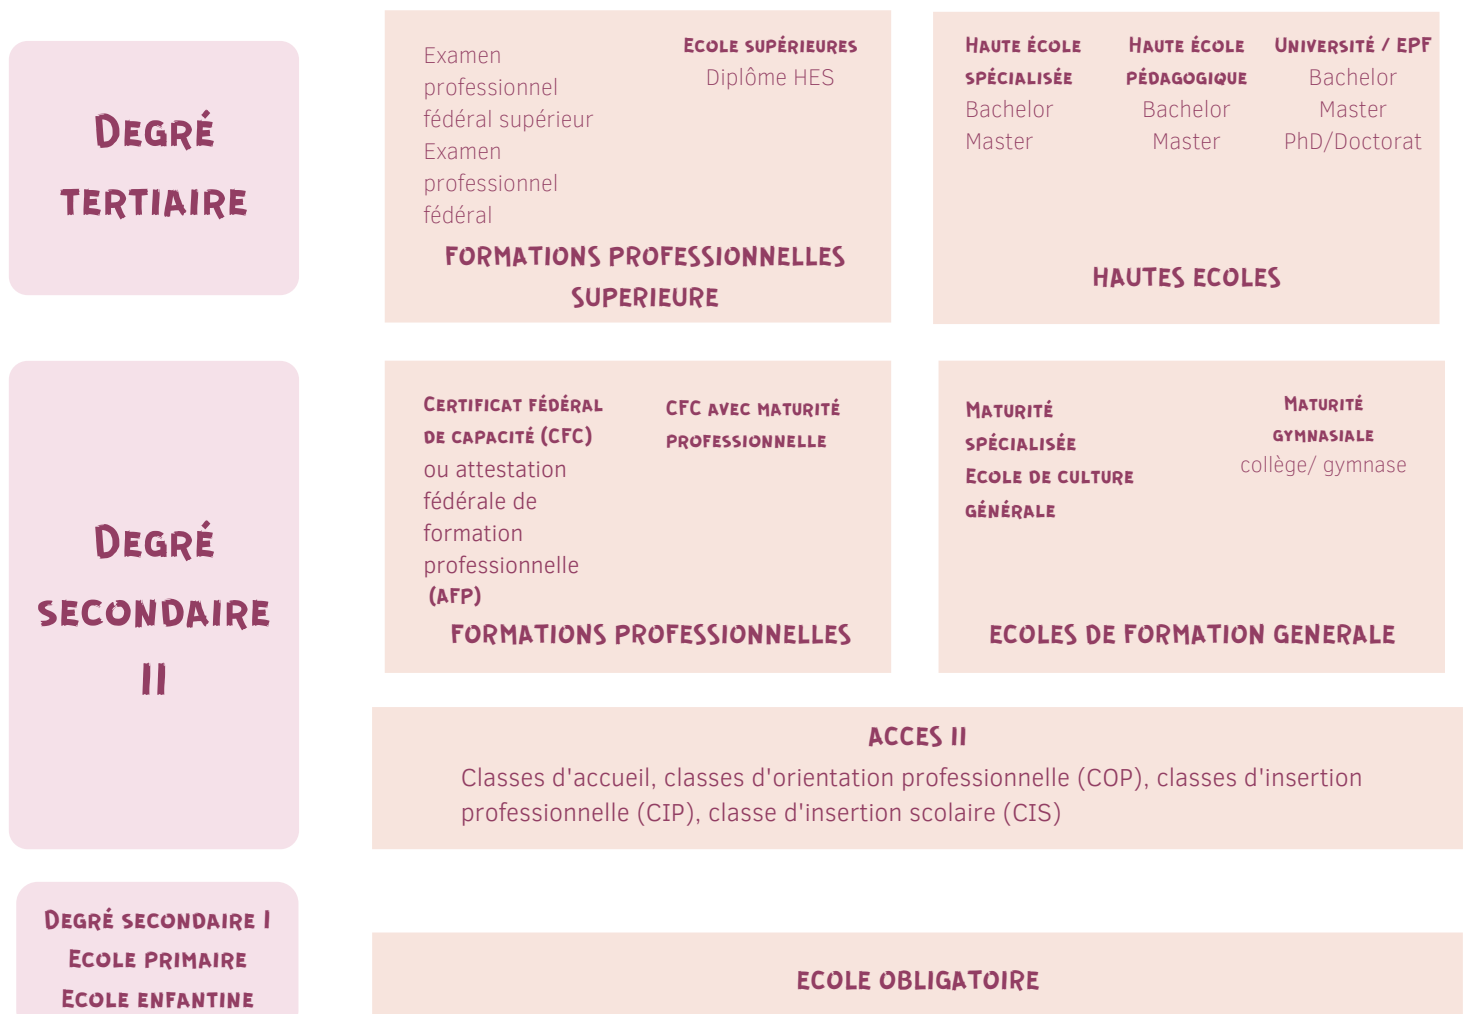 Degré
tertiaire
Examen
professionnel
fédéral supérieur
Examen
professionnel
fédéral
Ecole supérieures
Diplôme HES
FORMATIONS PROFESSIONNELLES
SUPERIEURE
Haute école
spécialisée
Bachelor
Master
Haute école
pédagogique
Bachelor
Master
Université / EPF
Bachelor
Master
PhD/Doctorat
HAUTES ECOLES
Degré
secondaire
II
Certificat fédéral
de capacité (CFC)
ou attestation
fédérale de
formation
professionnelle
(AFP)
CFC avec maturité
professionnelle
FORMATIONS PROFESSIONNELLES
Maturité
spécialisée
Ecole de culture
générale
Maturité
gymnasiale
collège/ gymnase
ECOLES DE FORMATION GENERALE
ACCES II
Classes d'accueil, classes d'orientation professionnelle (COP), classes d'insertion
professionnelle (CIP), classe d'insertion scolaire (CIS)
Degré secondaire I
Ecole primaire
Ecole enfantine
ECOLE OBLIGATOIRE